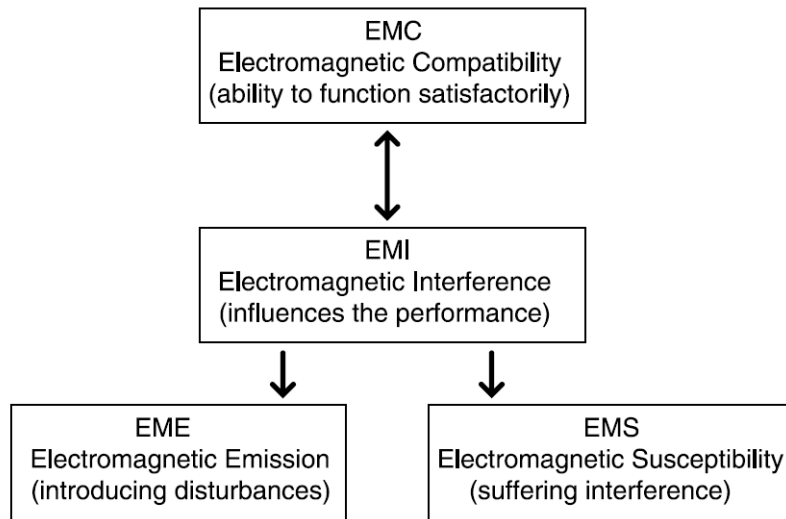 EMC
Electromagnetic Compatibility
(ability to function satisfactorily)
EMI
Electromagnetic Interference
(influences the performance)
EME
Electromagnetic Emission
(introducing disturbances)
EMS
Electromagnetic Susceptibility
(suffering interference)